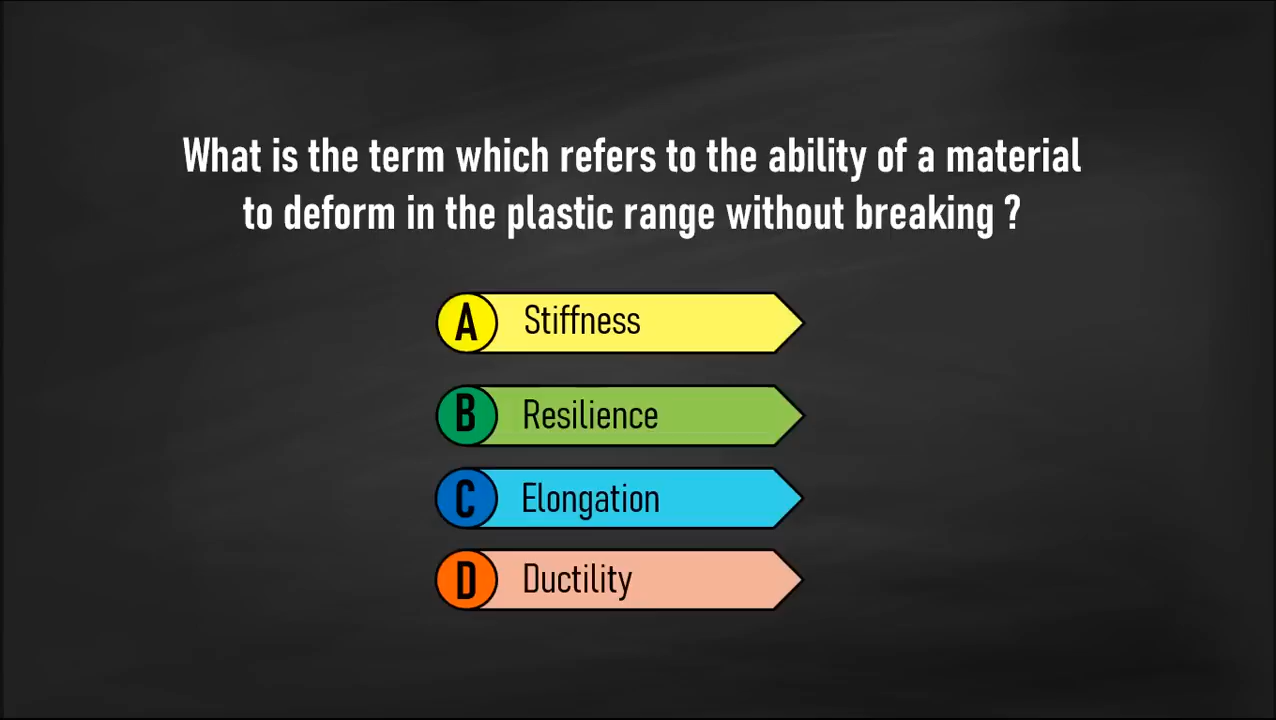 What is the term which refers to the ability of a material
to deform in the plastic range without breaking ?
A Stiffness
B Resilience
C Elongation
D Ductility